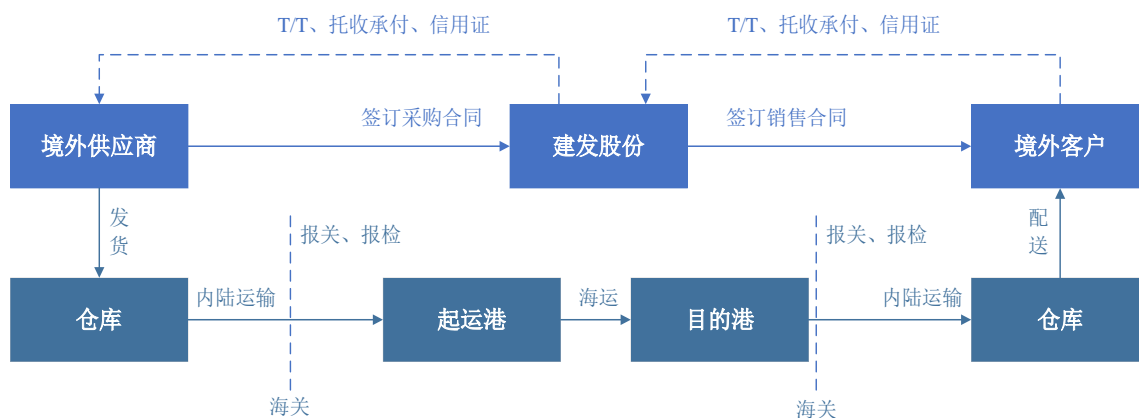 T/T、托收承付、信用证
T/T、托收承付、信用证
境外供应商
签订采购合同
建发股份
签订销售合同
境外客户
发
货
报关、报检
报关、报检
配
送
仓库
内陆运输
起运港
海运
目的港
内陆运输
仓库
海关
海关